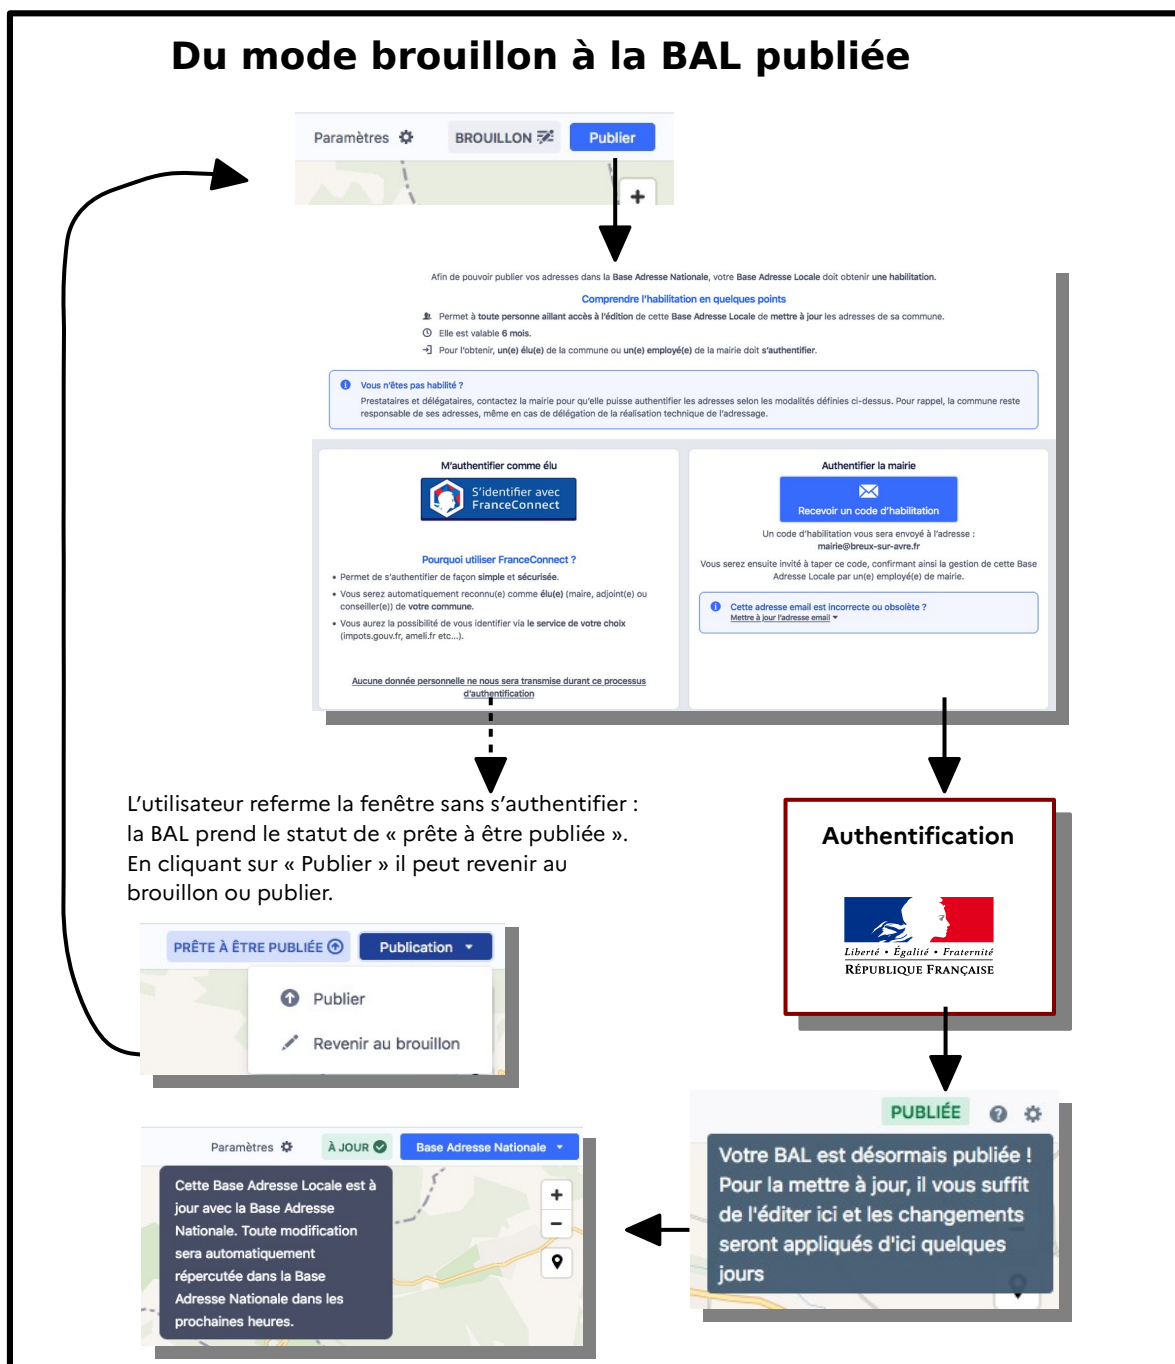 Du mode brouillon à la BAL publiée
Paramètres
BROUILLON
Publier
+
Afin de pouvoir publier vos adresses dans la Base Adresse Nationale, votre Base Adresse Locale doit obtenir une habilitation.
Comprendre l'habilitation en quelques points
Permet à toute personne aillant accès à l'édition de cette Base Adresse Locale de mettre à jour les adresses de sa commune.
Elle est valable 6 mois.
Pour l'obtenir, un(e) élu(e) de la commune ou un(e) employé(e) de la mairie doit s'authentifier.
Vous n'êtes pas habilité ?
Prestataires et délégataires, contactez la mairie pour qu'elle puisse authentifier les adresses selon les modalités définies ci-dessus. Pour rappel, la commune reste
responsable de ses adresses, même en cas de délégation de la réalisation technique de l'adressage.
M'authentifier comme élu
S'identifier avec
FranceConnect
Pourquoi utiliser FranceConnect ?
• Permet de s'authentifier de façon simple et sécurisée.
• Vous serez automatiquement reconnu(e) comme élu(e) (maire, adjoint(e) ou
conseiller(e)) de votre commune.
• Vous aurez la possibilité de vous identifier via le service de votre choix
(impots.gouv.fr, ameli.fr etc...).
Aucune donnée personnelle ne nous sera transmise durant ce processus
d'authentification
Authentifier la mairie
Recevoir un code d'habilitation
Un code d'habilitation vous sera envoyé à l'adresse :
mairie@breux-sur-avre.fr
Vous serez ensuite invité à taper ce code, confirmant ainsi la gestion de cette Base
Adresse Locale par un(e) employé(e) de mairie.
Cette adresse email est incorrecte ou obsolète ?
Mettre à jour l'adresse email
L'utilisateur referme la fenêtre sans s'authentifier :
la BAL prend le statut de « prête à être publiée ».
En cliquant sur « Publier » il peut revenir au
brouillon ou publier.
PRÊTE À ÊTRE PUBLIÉE
Publication
Publier
Revenir au brouillon
Authentification
Liberté • Égalité • Fraternité
RÉPUBLIQUE FRANÇAISE
PUBLIÉE
Votre BAL est désormais publiée !
Pour la mettre à jour, il vous suffit
de l'éditer ici et les changements
seront appliqués d'ici quelques
jours
Paramètres
À JOUR
Base Adresse Nationale
Cette Base Adresse Locale est à
jour avec la Base Adresse
Nationale. Toute modification
sera automatiquement
répercutée dans la Base
Adresse Nationale dans les
prochaines heures.
+
−